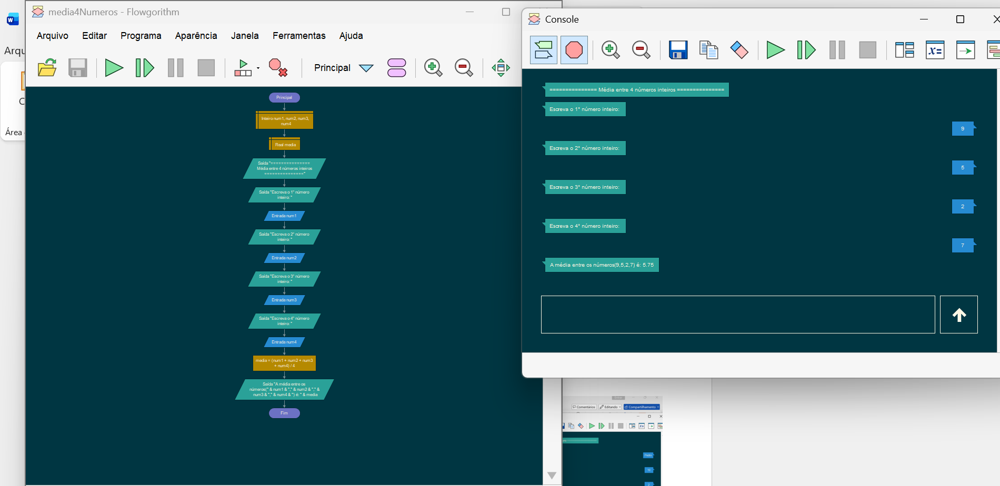 media4Numeros - Flowgorithm
Arquivo Editar Programa Aparência Janela Ferramentas Ajuda
Principal
Principal
Inteiro num1, num2, num3,
num4
Real media
Saída "===============
Média entre 4 números inteiros
==============="
Saída "Escreva o 1° número
inteiro: "
Entrada num1
Saída "Escreva o 2° número
inteiro: "
Entrada num2
Saída "Escreva o 3° número
inteiro: "
Entrada num3
Saída "Escreva o 4° número
inteiro: "
Entrada num4
media = (num1 + num2 + num3
+ num4) / 4
Saída "A média entre os
números(" & num1 & "," & num2 & "," &
num3 & "," & num4 & ") é: " & media
Fim
Console
x=
=============== Média entre 4 números inteiros ===============
Escreva o 1° número inteiro:
9
Escreva o 2° número inteiro:
5
Escreva o 3° número inteiro:
2
Escreva o 4° número inteiro:
7
A média entre os números(9,5,2,7) é: 5.75
W
Arqu
C
Área
Comentários Editando Compartilhamento
Pedro
10